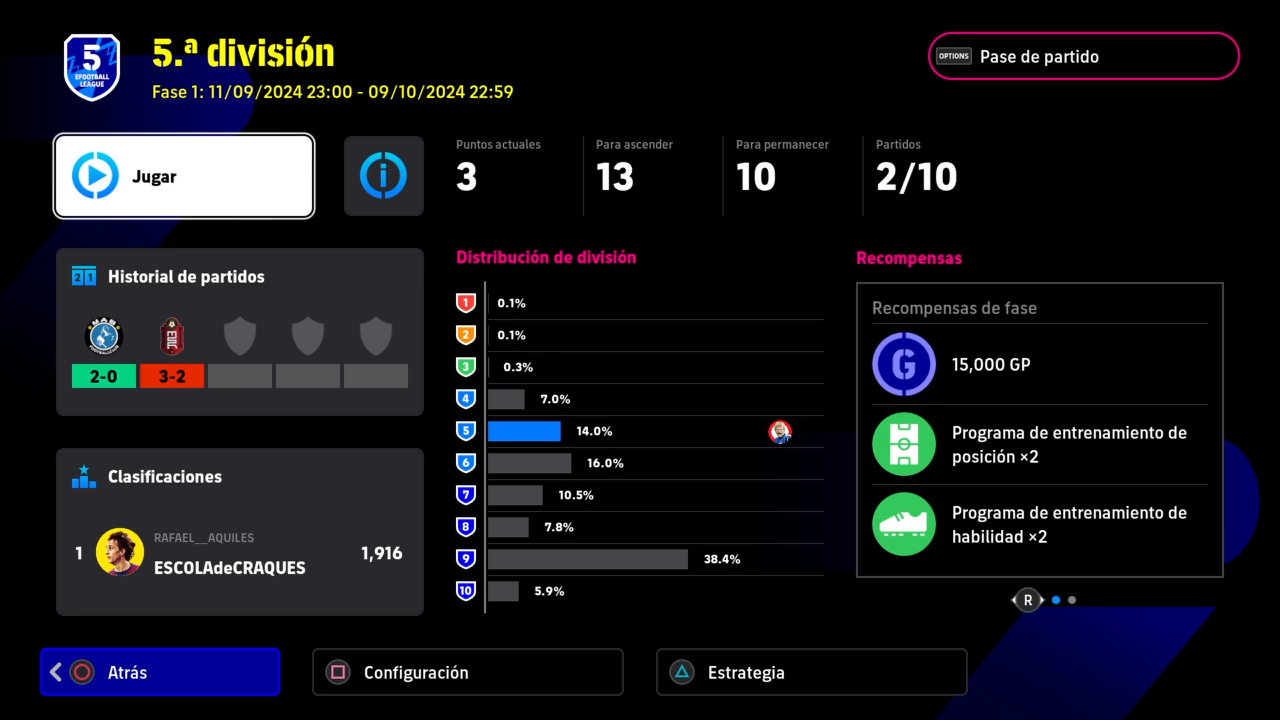 5
EFOOTBALL
LEAGUE
5.ª división
Fase 1: 11/09/2024 23:00 - 09/10/2024 22:59
OPTIONS
Pase de partido
Jugar
Puntos actuales
3
Para ascender
13
Para permanecer
10
Partidos
2/10
Historial de partidos
2-0
3-2
Clasificaciones
1
RAFAEL__AQUILES
ESCOLAdeCRAQUES
1,916
Distribución de división
1 0.1%
2 0.1%
3 0.3%
4 7.0%
5 14.0%
6 16.0%
7 10.5%
8 7.8%
9 38.4%
10 5.9%
Recompensas
Recompensas de fase
G
15,000 GP
Programa de entrenamiento de
posición ×2
Programa de entrenamiento de
habilidad ×2
R
Atrás
Configuración
Estrategia